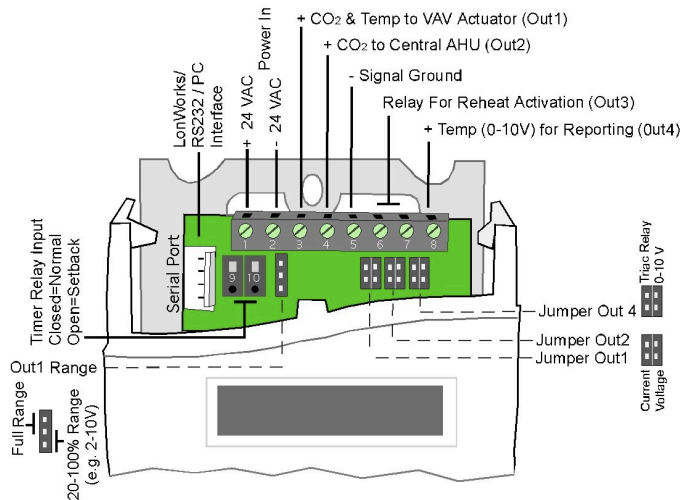 + CO₂ & Temp to VAV Actuator (Out1)
+ CO₂ to Central AHU (Out2)
- Signal Ground
Relay For Reheat Activation (Out3)
+ Temp (0-10V) for Reporting (0ut4)
Power In
+ 24 VAC
- 24 VAC
LonWorks/
RS232 / PC
Interface
Timer Relay Input
Closed=Normal
Open=Setback
Serial Port
1
2
3
4
5
6
7
8
9
10
Triac Relay
0-10 V
Jumper Out 4
Jumper Out2
Jumper Out1
Current
Voltage
Out1 Range
Full Range
20-100% Range
(e.g. 2-10V)